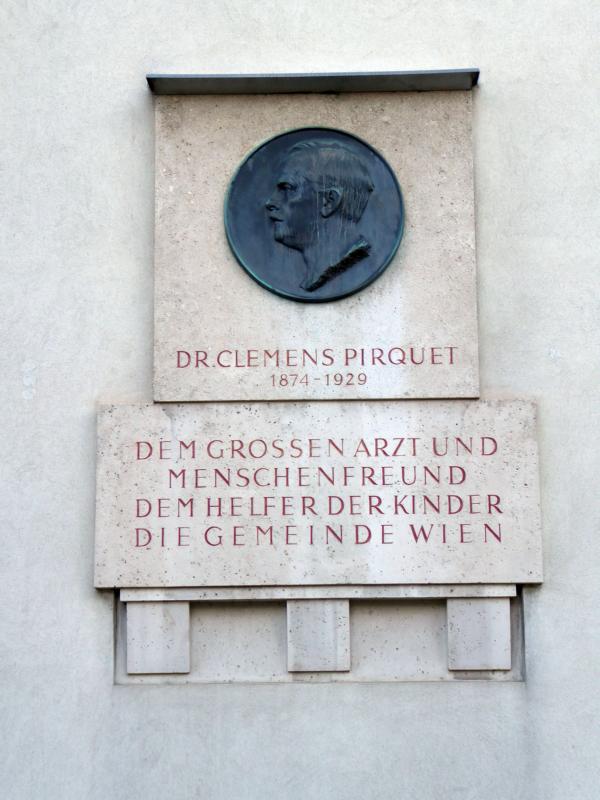 DR. CLEMENS PIRQUET
1874-1929
DEM GROSSEN ARZT UND
MENSCHENFREUND
DEM HELFER DER KINDER
DIE GEMEINDE WIEN